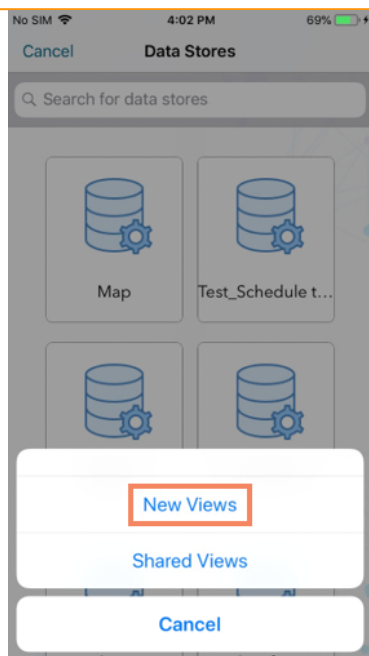 No SIM 4:02 PM 69%
Cancel Data Stores
Search for data stores
Map Test_Schedule t...
New Views
Shared Views
Cancel